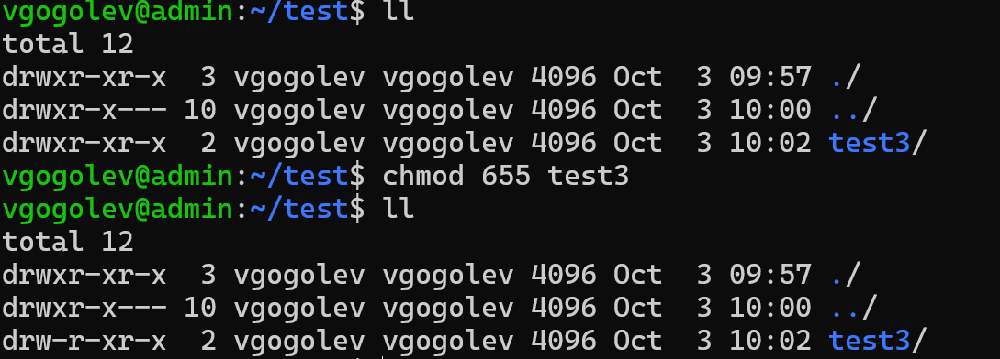 vgogolev@admin:~/test$ ll
total 12
drwxr-xr-x  3 vgogolev vgogolev 4096 Oct  3 09:57 ./
drwxr-x--- 10 vgogolev vgogolev 4096 Oct  3 10:00 ../
drwxr-xr-x  2 vgogolev vgogolev 4096 Oct  3 10:02 test3/
vgogolev@admin:~/test$ chmod 655 test3
vgogolev@admin:~/test$ ll
total 12
drwxr-xr-x  3 vgogolev vgogolev 4096 Oct  3 09:57 ./
drwxr-x--- 10 vgogolev vgogolev 4096 Oct  3 10:00 ../
drw-r-xr-x  2 vgogolev vgogolev 4096 Oct  3 10:02 test3/